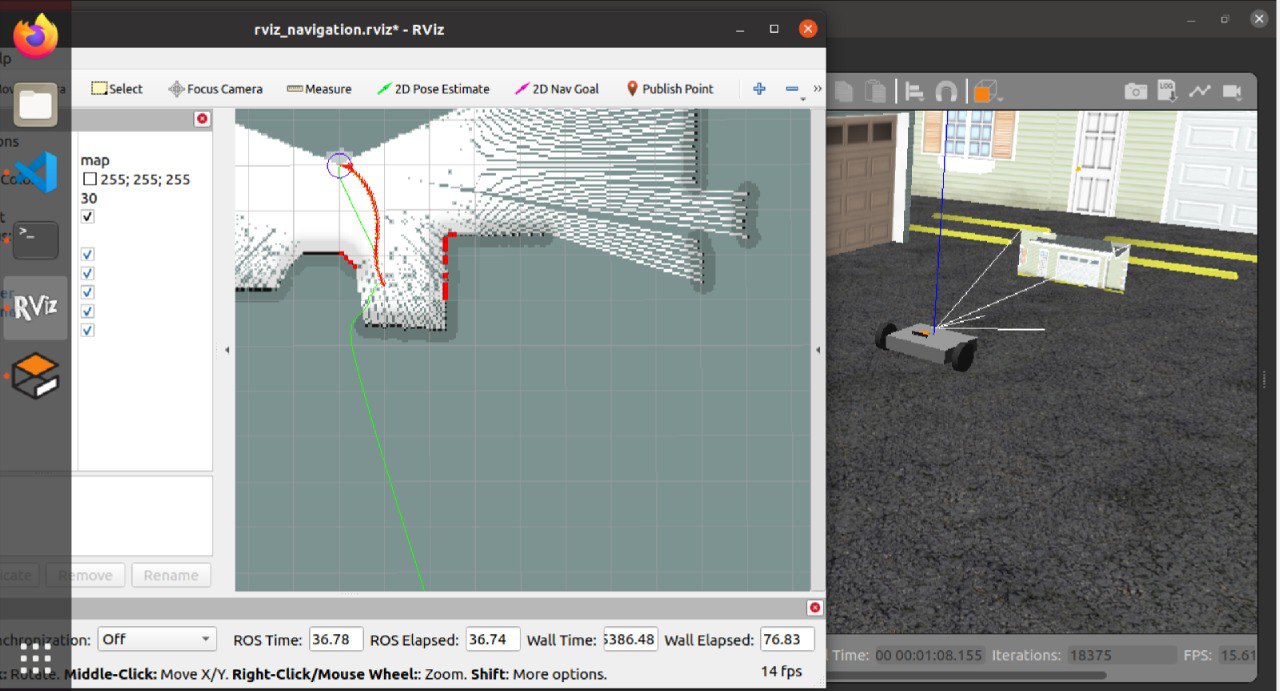 rviz_navigation.rviz* - RViz
Select
Focus Camera
Measure
2D Pose Estimate
2D Nav Goal
Publish Point
»
LOG
map
255; 255; 255
30
>_
RViz
Remove
Rename
Off
ROS Time: 36.78 ROS Elapsed: 36.74 Wall Time: 5386.48 Wall Elapsed: 76.83
Rotate. Middle-Click: Move X/Y. Right-Click/Mouse Wheel:: Zoom. Shift: More options.
14 fps
Time: 00 00:01:08.155 Iterations: 18375 FPS: 15.61